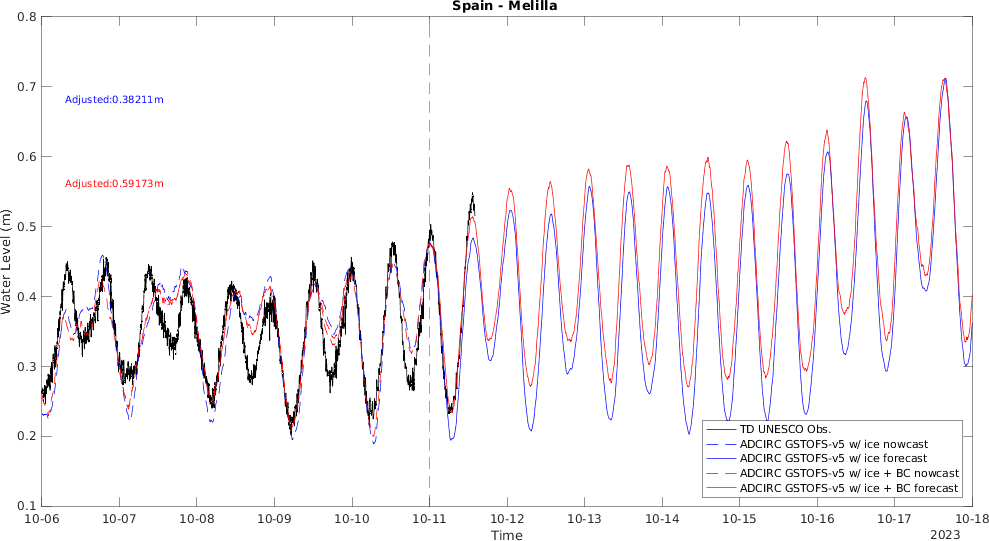 Spain - Melilla
0.8
0.7
0.6
0.5
0.4
0.3
0.2
0.1
Water Level (m)
Adjusted:0.38211m
Adjusted:0.59173m
TD UNESCO Obs.
ADCIRC GSTOFS-v5 w/ ice nowcast
ADCIRC GSTOFS-v5 w/ ice forecast
ADCIRC GSTOFS-v5 w/ ice + BC nowcast
ADCIRC GSTOFS-v5 w/ ice + BC forecast
10-06 10-07 10-08 10-09 10-10 10-11 10-12 10-13 10-14 10-15 10-16 10-17 10-18
Time
2023